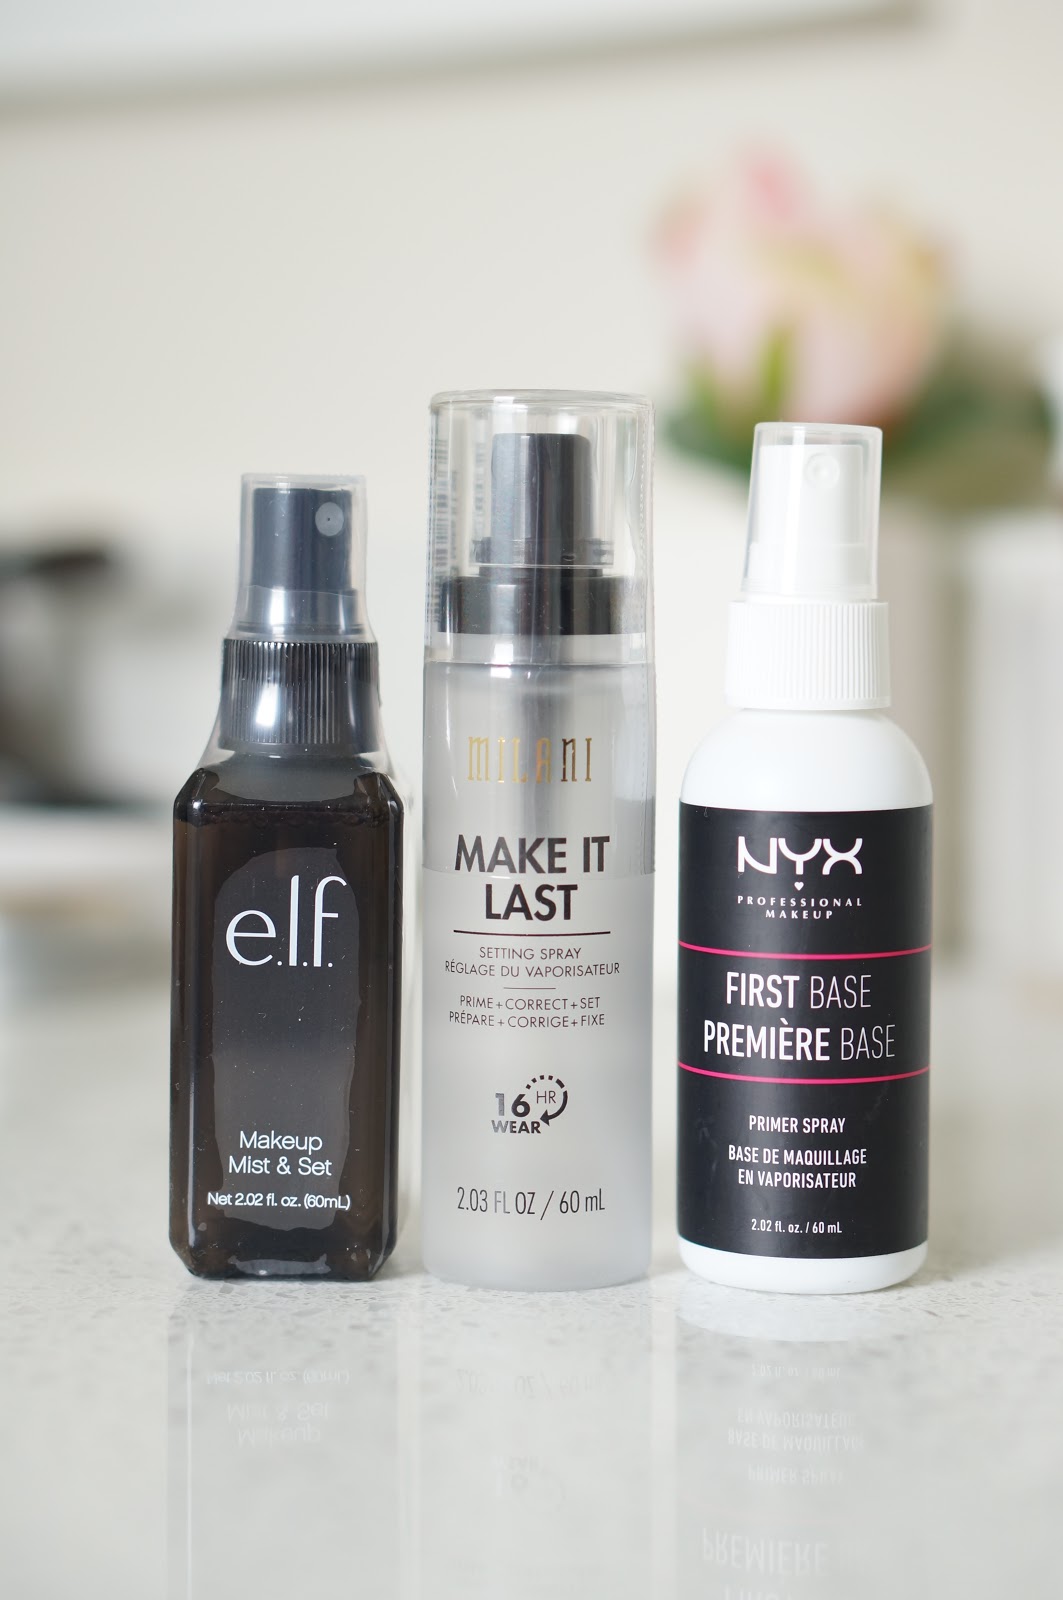 e.l.f.
Makeup
Mist & Set
Net 2.02 fl. oz. (60mL)
MILANI
MAKE IT
LAST
SETTING SPRAY
RÉGLAGE DU VAPORISATEUR
PRIME + CORRECT + SET
PRÉPARE + CORRIGE + FIXE
16 HR
WEAR
2.03 FL OZ / 60 mL
NYX
PROFESSIONAL
MAKEUP
FIRST BASE
PREMIÈRE BASE
PRIMER SPRAY
BASE DE MAQUILLAGE
EN VAPORISATEUR
2.02 fl. oz. / 60 mL